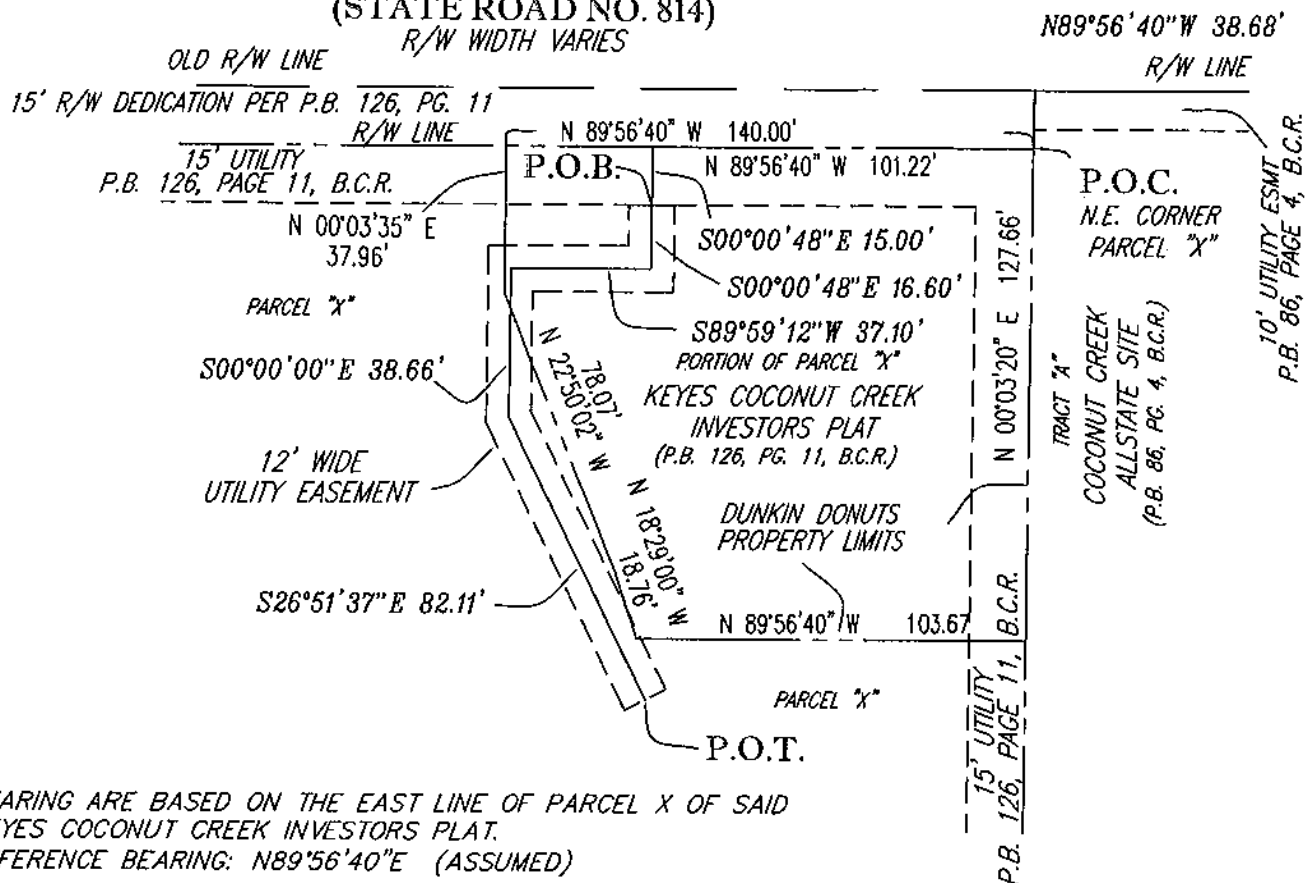 (STATE ROAD NO. 814)
R/W WIDTH VARIES
N89°56'40"W 38.68'
OLD R/W LINE
R/W LINE
15' R/W DEDICATION PER P.B. 126, PG. 11
R/W LINE
N 89°56'40" W 140.00'
15' UTILITY
P.B. 126, PAGE 11, B.C.R.
P.O.B.
N 89°56'40" W 101.22'
P.O.C.
N.E. CORNER
PARCEL "X"
10' UTILITY ESMT
P.B. 86, PAGE 4, B.C.R.
N 00°03'35" E
37.96'
S00°00'48"E 15.00'
S00°00'48"E 16.60'
N 00°03'20" E 127.66'
PARCEL "X"
S89°59'12"W 37.10'
PORTION OF PARCEL "X"
S00°00'00"E 38.66'
KEYES COCONUT CREEK
INVESTORS PLAT
(P.B. 126, PG. 11, B.C.R.)
78.07'
N 22°50'02" W
TRACT "A"
COCONUT CREEK
ALLSTATE SITE
(P.B. 86, PG. 4, B.C.R.)
12' WIDE
UTILITY EASEMENT
N 18°29'00" W
18.76'
DUNKIN DONUTS
PROPERTY LIMITS
S26°51'37"E 82.11'
N 89°56'40" W 103.67
PARCEL "X"
15' UTILITY
P.B. 126, PAGE 11, B.C.R.
P.O.T.
EARING ARE BASED ON THE EAST LINE OF PARCEL X OF SAID
EYES COCONUT CREEK INVESTORS PLAT.
FERENCE BEARING: N89°56'40"E (ASSUMED)